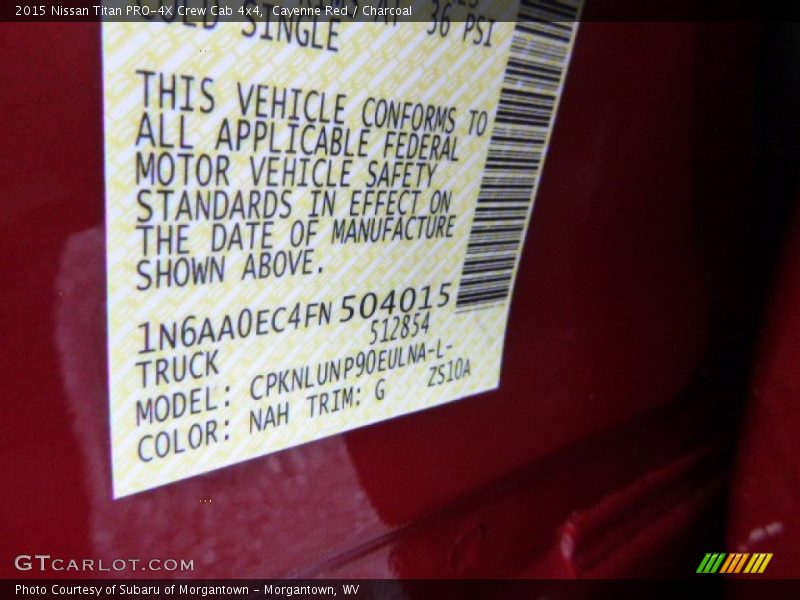 2015 Nissan Titan PRO-4X Crew Cab 4x4, Cayenne Red / Charcoal
COLD SINGLE 36 PSI
THIS VEHICLE CONFORMS TO
ALL APPLICABLE FEDERAL
MOTOR VEHICLE SAFETY
STANDARDS IN EFFECT ON
THE DATE OF MANUFACTURE
SHOWN ABOVE.
1N6AA0EC4FN504015
TRUCK 512854
MODEL: CPKNLUNP90EULNA-L-
COLOR: NAH TRIM: G ZS10A
GTCARLOT.COM
Photo Courtesy of Subaru of Morgantown - Morgantown, WV